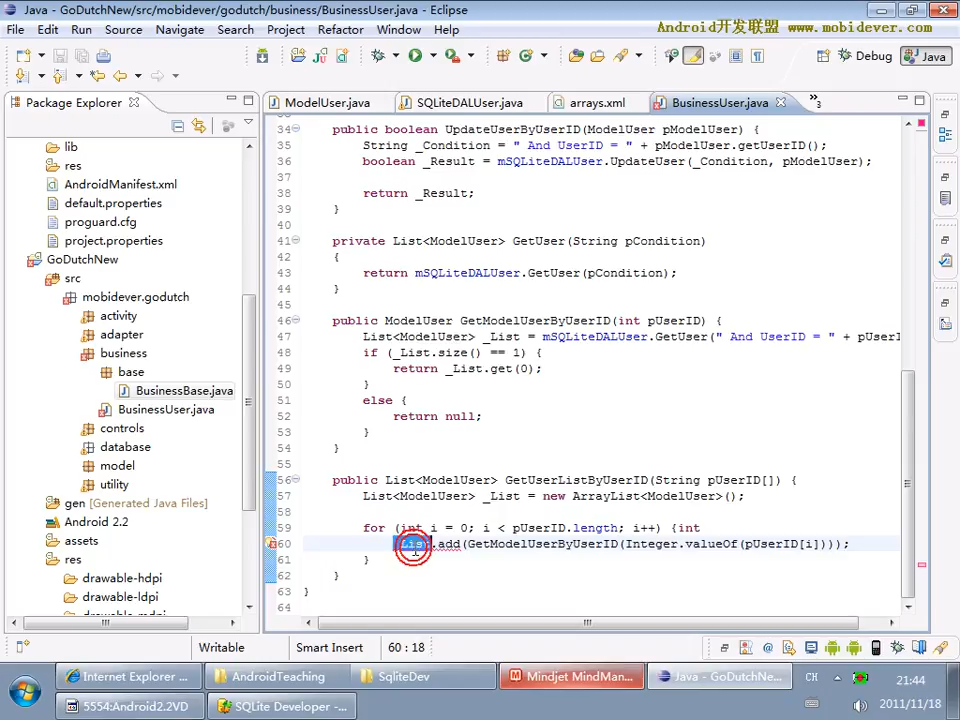 Java - GoDutchNew/src/mobidever/godutch/business/BusinessUser.java - Eclipse
File Edit Run Source Navigate Search Project Refactor Window Help
Android开发联盟 www.mobidever.com
Debug Java
Package Explorer
ModelUser.java SQLiteDALUser.java arrays.xml BusinessUser.java »3
lib
res
AndroidManifest.xml
default.properties
proguard.cfg
project.properties
GoDutchNew
src
mobidever.godutch
activity
adapter
business
base
BusinessBase.java
BusinessUser.java
controls
database
model
utility
gen [Generated Java Files]
Android 2.2
assets
res
drawable-hdpi
drawable-ldpi
34 public boolean UpdateUserByUserID(ModelUser pModelUser) {
35 String _Condition = " And UserID = " + pModelUser.getUserID();
36 boolean _Result = mSQLiteDALUser.UpdateUser(_Condition, pModelUser);
37
38 return _Result;
39 }
40
41 private List<ModelUser> GetUser(String pCondition)
42 {
43 return mSQLiteDALUser.GetUser(pCondition);
44 }
45
46 public ModelUser GetModelUserByUserID(int pUserID) {
47 List<ModelUser> _List = mSQLiteDALUser.GetUser(" And UserID = " + pUserI
48 if (_List.size() == 1) {
49 return _List.get(0);
50 }
51 else {
52 return null;
53 }
54 }
55
56 public List<ModelUser> GetUserListByUserID(String pUserID[]) {
57 List<ModelUser> _List = new ArrayList<ModelUser>();
58
59 for (int i = 0; i < pUserID.length; i++) {int
60 .add(GetModelUserByUserID(Integer.valueOf(pUserID[i])));
61 }
62 }
63 }
64
Writable Smart Insert 60 : 18
Internet Explorer ... AndroidTeaching SqliteDev Mindjet MindMan... Java - GoDutchNe... CH 21:44
5554:Android2.2VD SQLite Developer - ... 2011/11/18